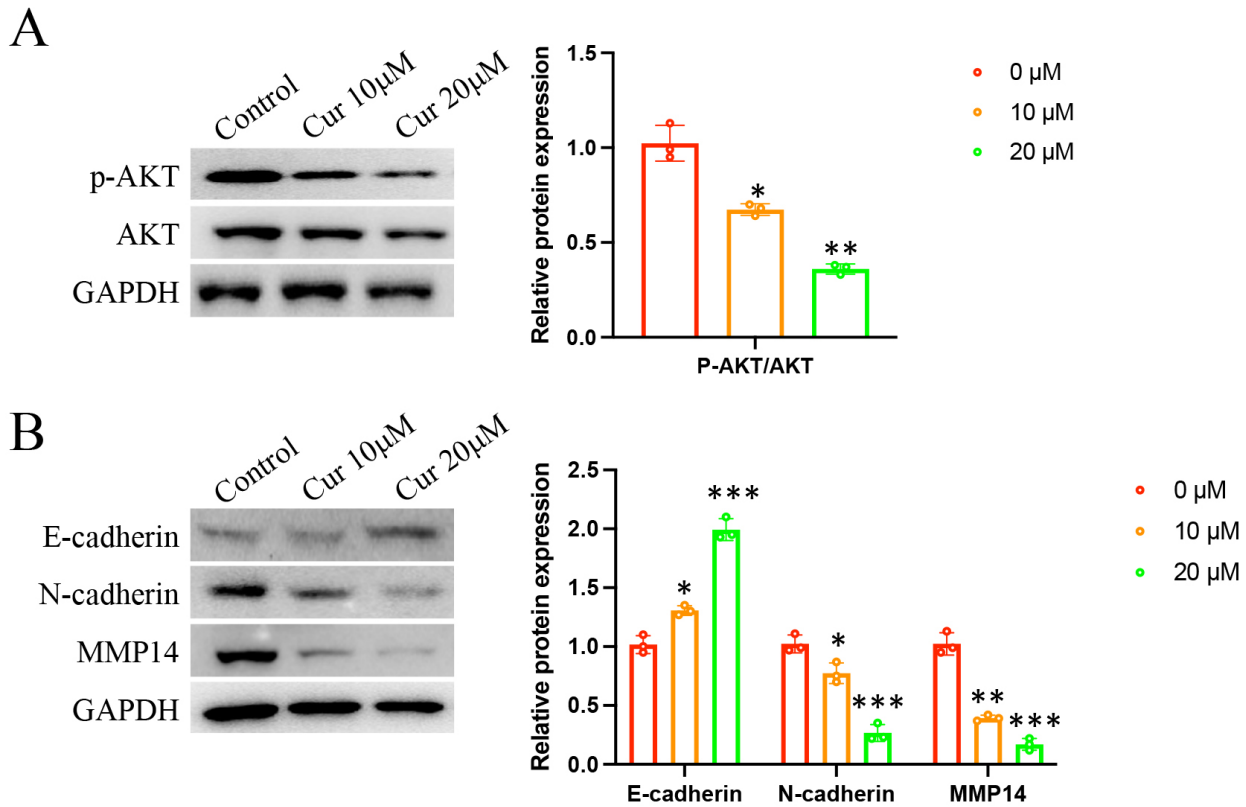 A
Control
Cur 10μM
Cur 20μM
p-AKT
AKT
GAPDH
Relative protein expression
1.5
1.0
0.5
0.0
*
**
P-AKT/AKT
0 μM
10 μM
20 μM
B
Control
Cur 10μM
Cur 20μM
E-cadherin
N-cadherin
MMP14
GAPDH
Relative protein expression
2.5
2.0
1.5
1.0
0.5
0.0
*
***
*
***
**
***
E-cadherin
N-cadherin
MMP14
0 μM
10 μM
20 μM